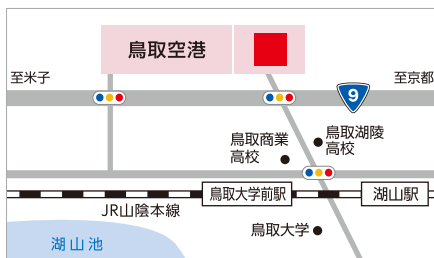 鳥取空港
至米子
至京都
9
鳥取商業
高校
鳥取湖陵
高校
鳥取大学前駅
湖山駅
JR山陰本線
鳥取大学
湖山池